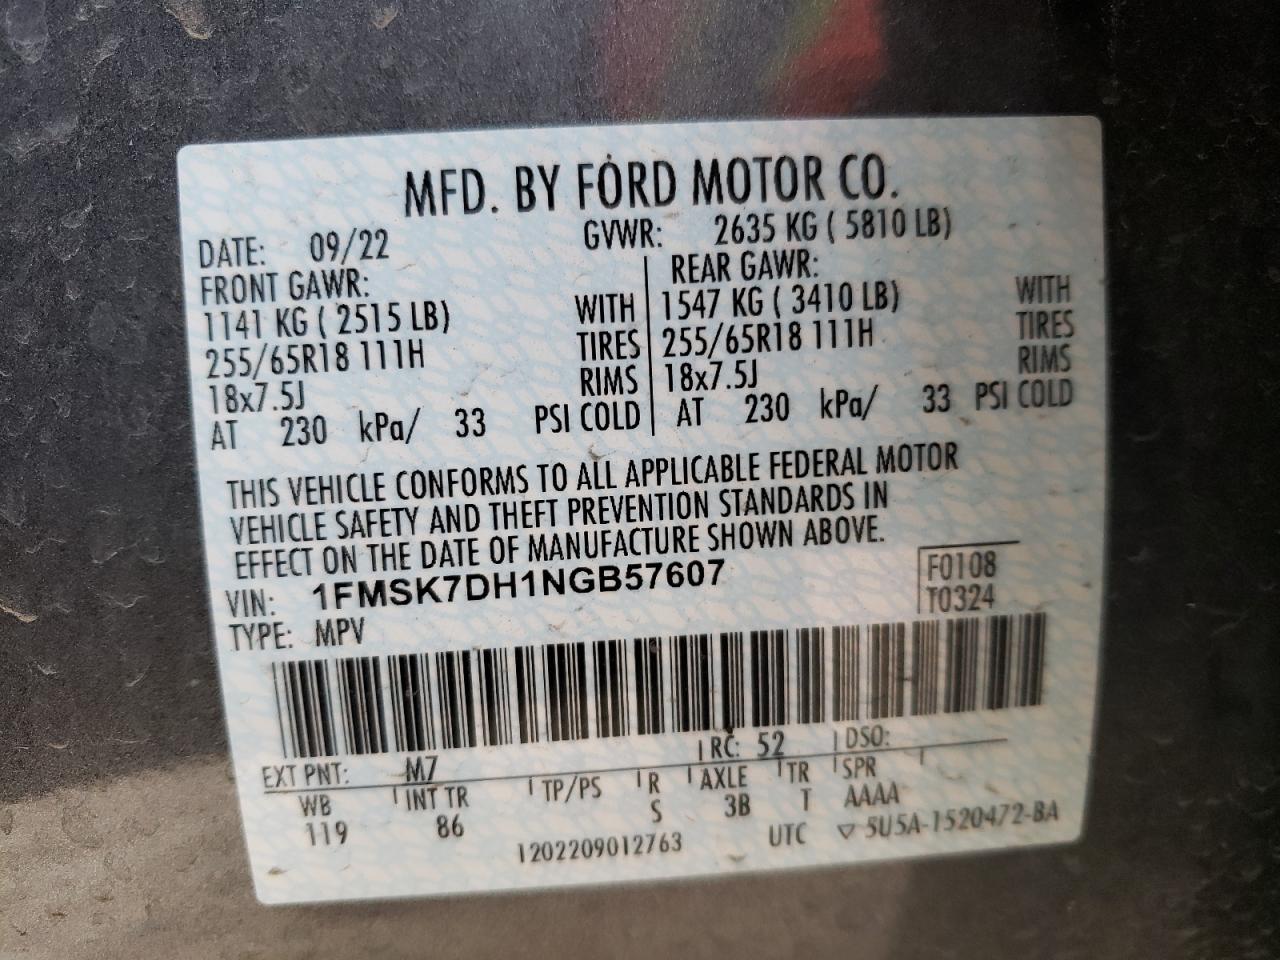 MFD. BY FORD MOTOR CO.
DATE: 09/22 GVWR: 2635 KG ( 5810 LB)
FRONT GAWR: REAR GAWR:
1141 KG ( 2515 LB) WITH 1547 KG ( 3410 LB) WITH
255/65R18 111H TIRES 255/65R18 111H TIRES
18x7.5J RIMS 18x7.5J RIMS
AT 230 kPa/ 33 PSI COLD AT 230 kPa/ 33 PSI COLD
THIS VEHICLE CONFORMS TO ALL APPLICABLE FEDERAL MOTOR
VEHICLE SAFETY AND THEFT PREVENTION STANDARDS IN
EFFECT ON THE DATE OF MANUFACTURE SHOWN ABOVE.
VIN: 1FMSK7DH1NGB57607 F0108
TYPE: MPV T0324
EXT PNT: M7 RC: 52 DSO:
WB INT TR TP/PS R AXLE TR SPR
119 86 S 3B T AAAA
1202209012763 UTC ▽ 5U5A-1520472-BA